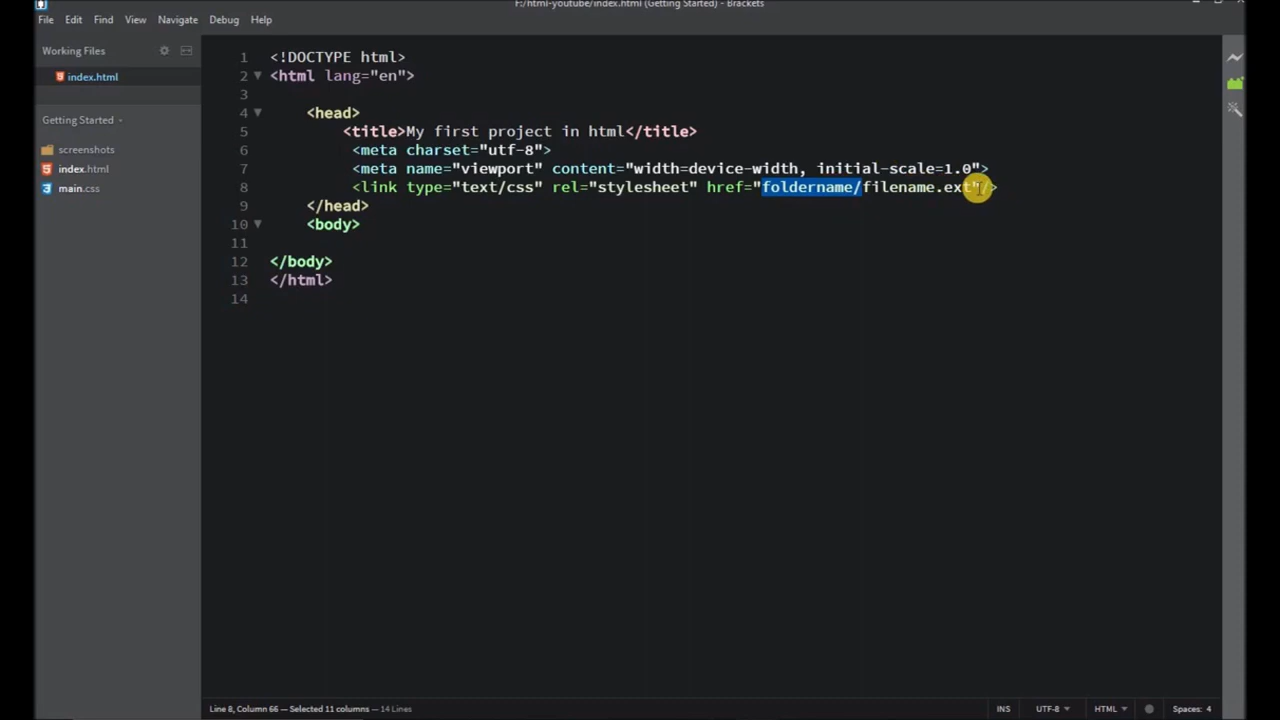 F:/html-youtube/index.html (Getting Started) - Brackets
File Edit Find View Navigate Debug Help
Working Files
index.html
Getting Started
screenshots
index.html
main.css
1 <!DOCTYPE html>
2 <html lang="en">
3
4 <head>
5 <title>My first project in html</title>
6 <meta charset="utf-8">
7 <meta name="viewport" content="width=device-width, initial-scale=1.0">
8 <link type="text/css" rel="stylesheet" href="foldername/filename.ext"/>
9 </head>
10 <body>
11
12 </body>
13 </html>
14
Line 8, Column 66 — Selected 11 columns — 14 Lines INS UTF-8 HTML Spaces: 4